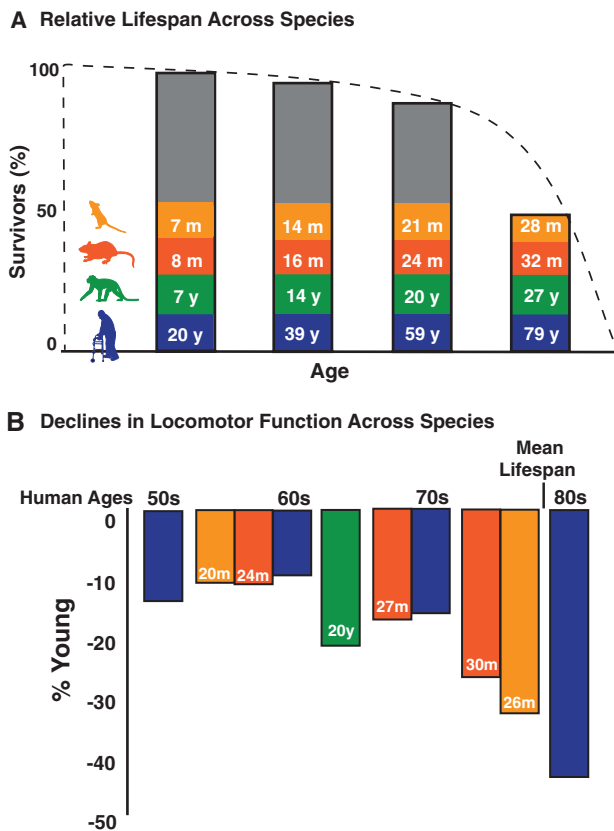 A Relative Lifespan Across Species
100
50
0
Survivors (%)
7 m 14 m 21 m 28 m
8 m 16 m 24 m 32 m
7 y 14 y 20 y 27 y
20 y 39 y 59 y 79 y
Age
B Declines in Locomotor Function Across Species
Mean
Lifespan
Human Ages 50s 60s 70s 80s
0
-10
-20
-30
-40
-50
% Young
20m 24m
20y
27m
30m
26m